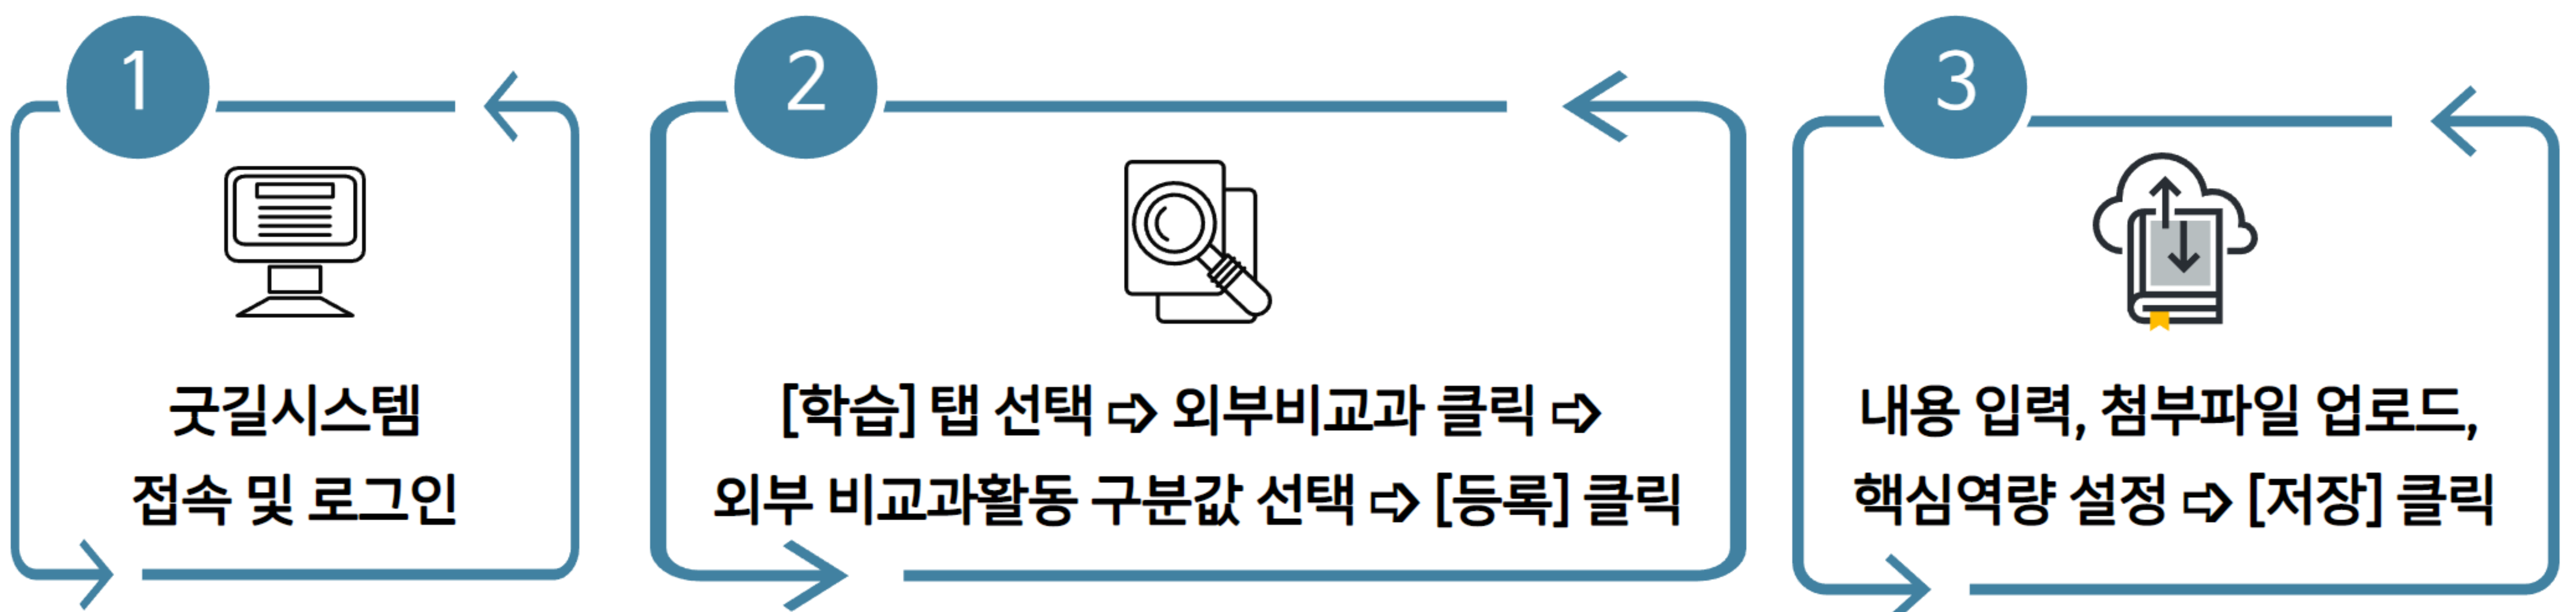 1
굿길시스템
접속 및 로그인
2
[학습] 탭 선택 ➩ 외부비교과 클릭 ➩
외부 비교과활동 구분값 선택 ➩ [등록] 클릭
3
내용 입력, 첨부파일 업로드,
핵심역량 설정 ➩ [저장] 클릭